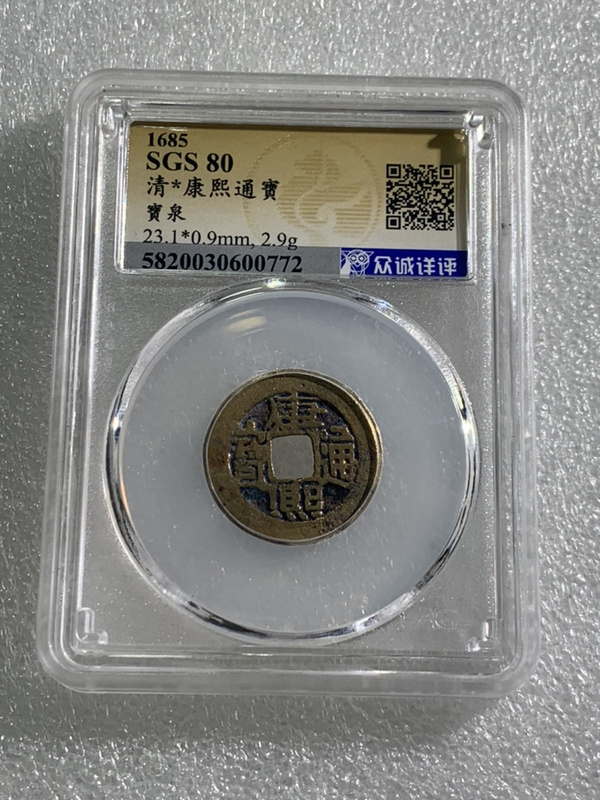 1685
SGS 80
清*康熙通寶
寶泉
23.1*0.9mm, 2.9g
5820030600772
众诚详评
康熙通寶